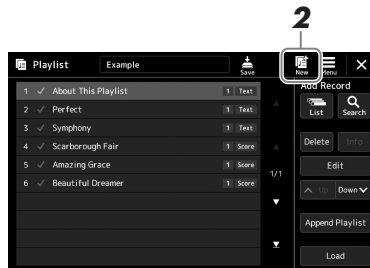 2
Playlist Example Save New Menu
Add Record
1 About This Playlist 1 Text
2 Perfect 1 Text
3 Symphony 1 Text
4 Scarborough Fair 1 Score
5 Amazing Grace 1 Score
6 Beautiful Dreamer 1 Score
1/1
List Search
Delete Info
Edit
Up Down
Append Playlist
Load